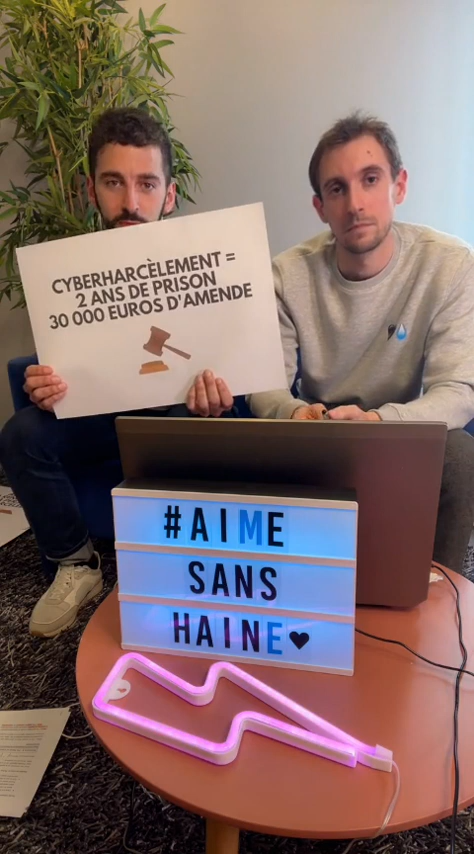 CYBERHARCÈLEMENT =
2 ANS DE PRISON
30 000 EUROS D'AMENDE
#AIME
SANS
HAINE♥